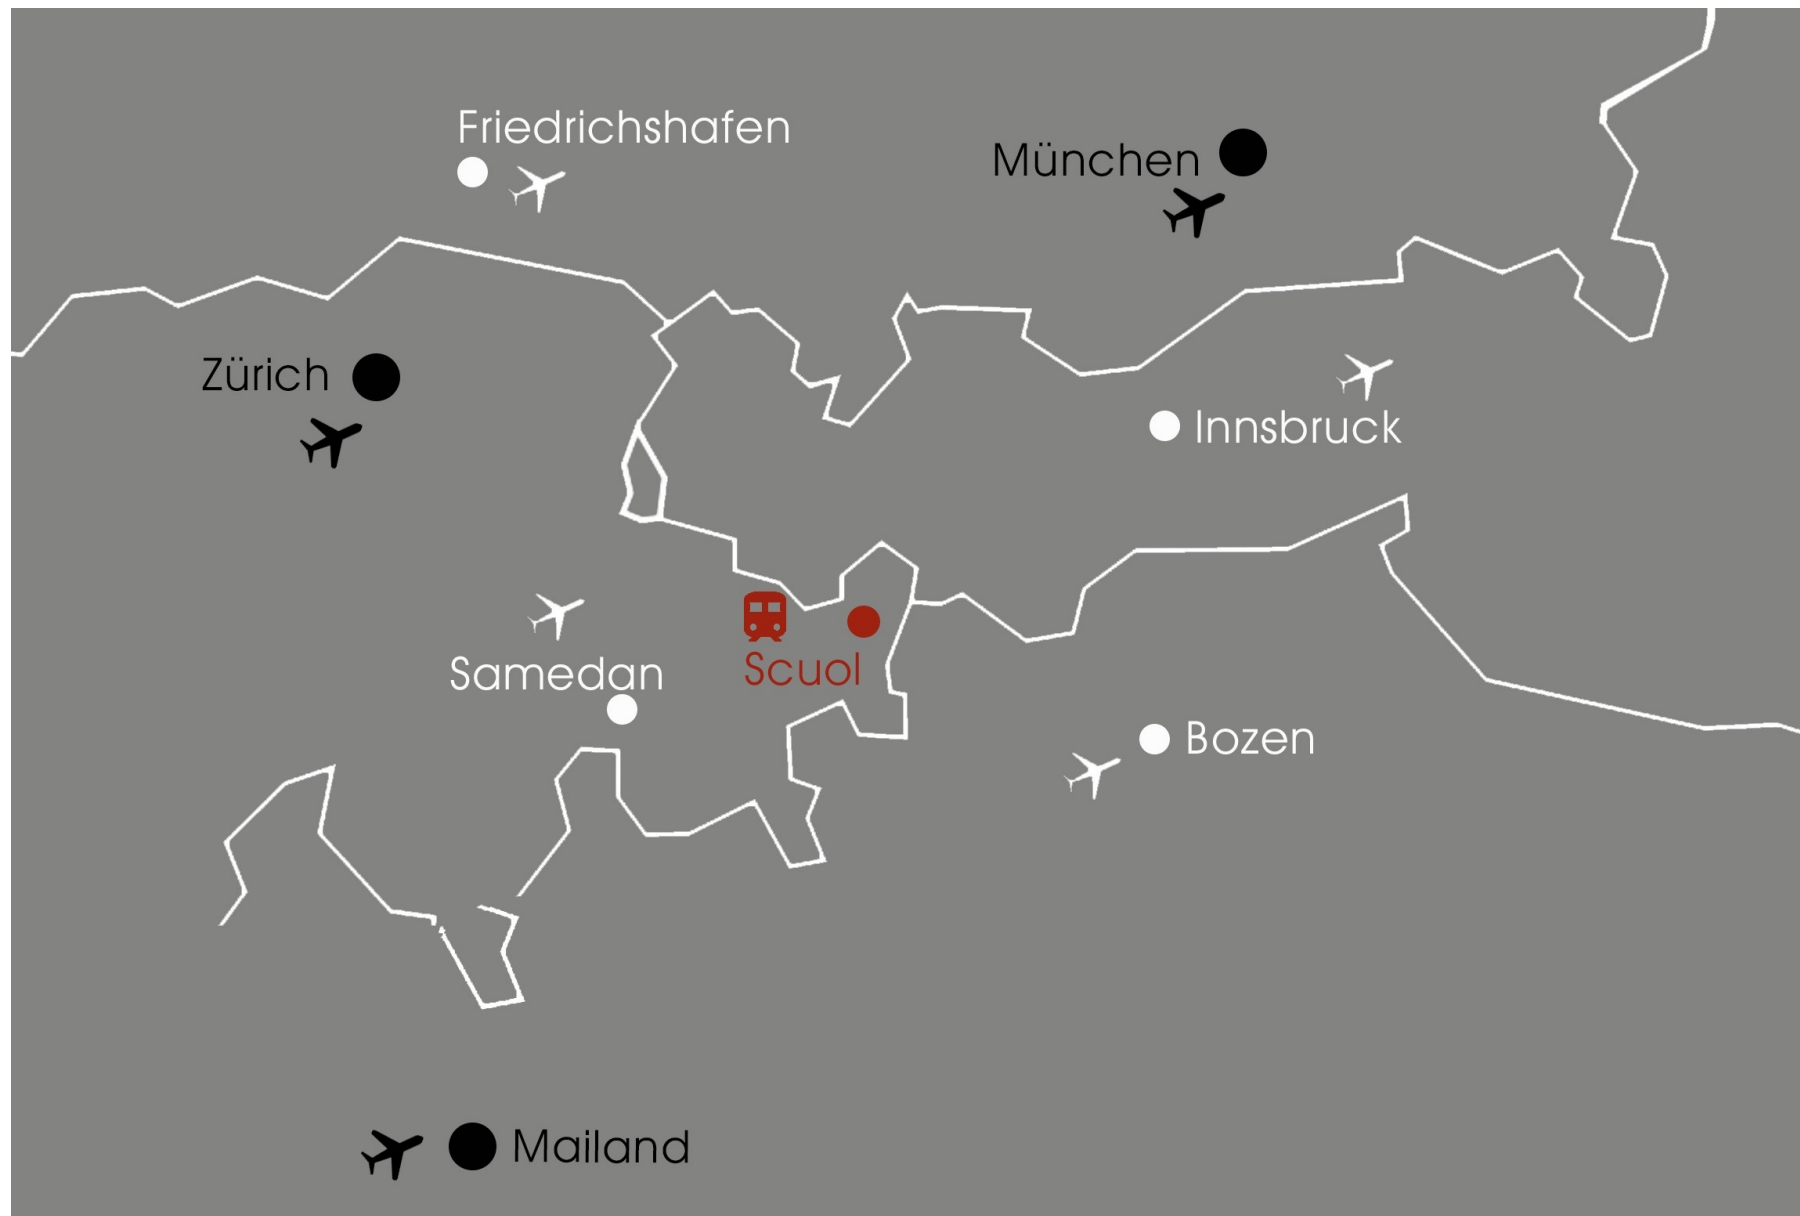 Friedrichshafen
München
Zürich
Innsbruck
Samedan
Scuol
Bozen
Mailand